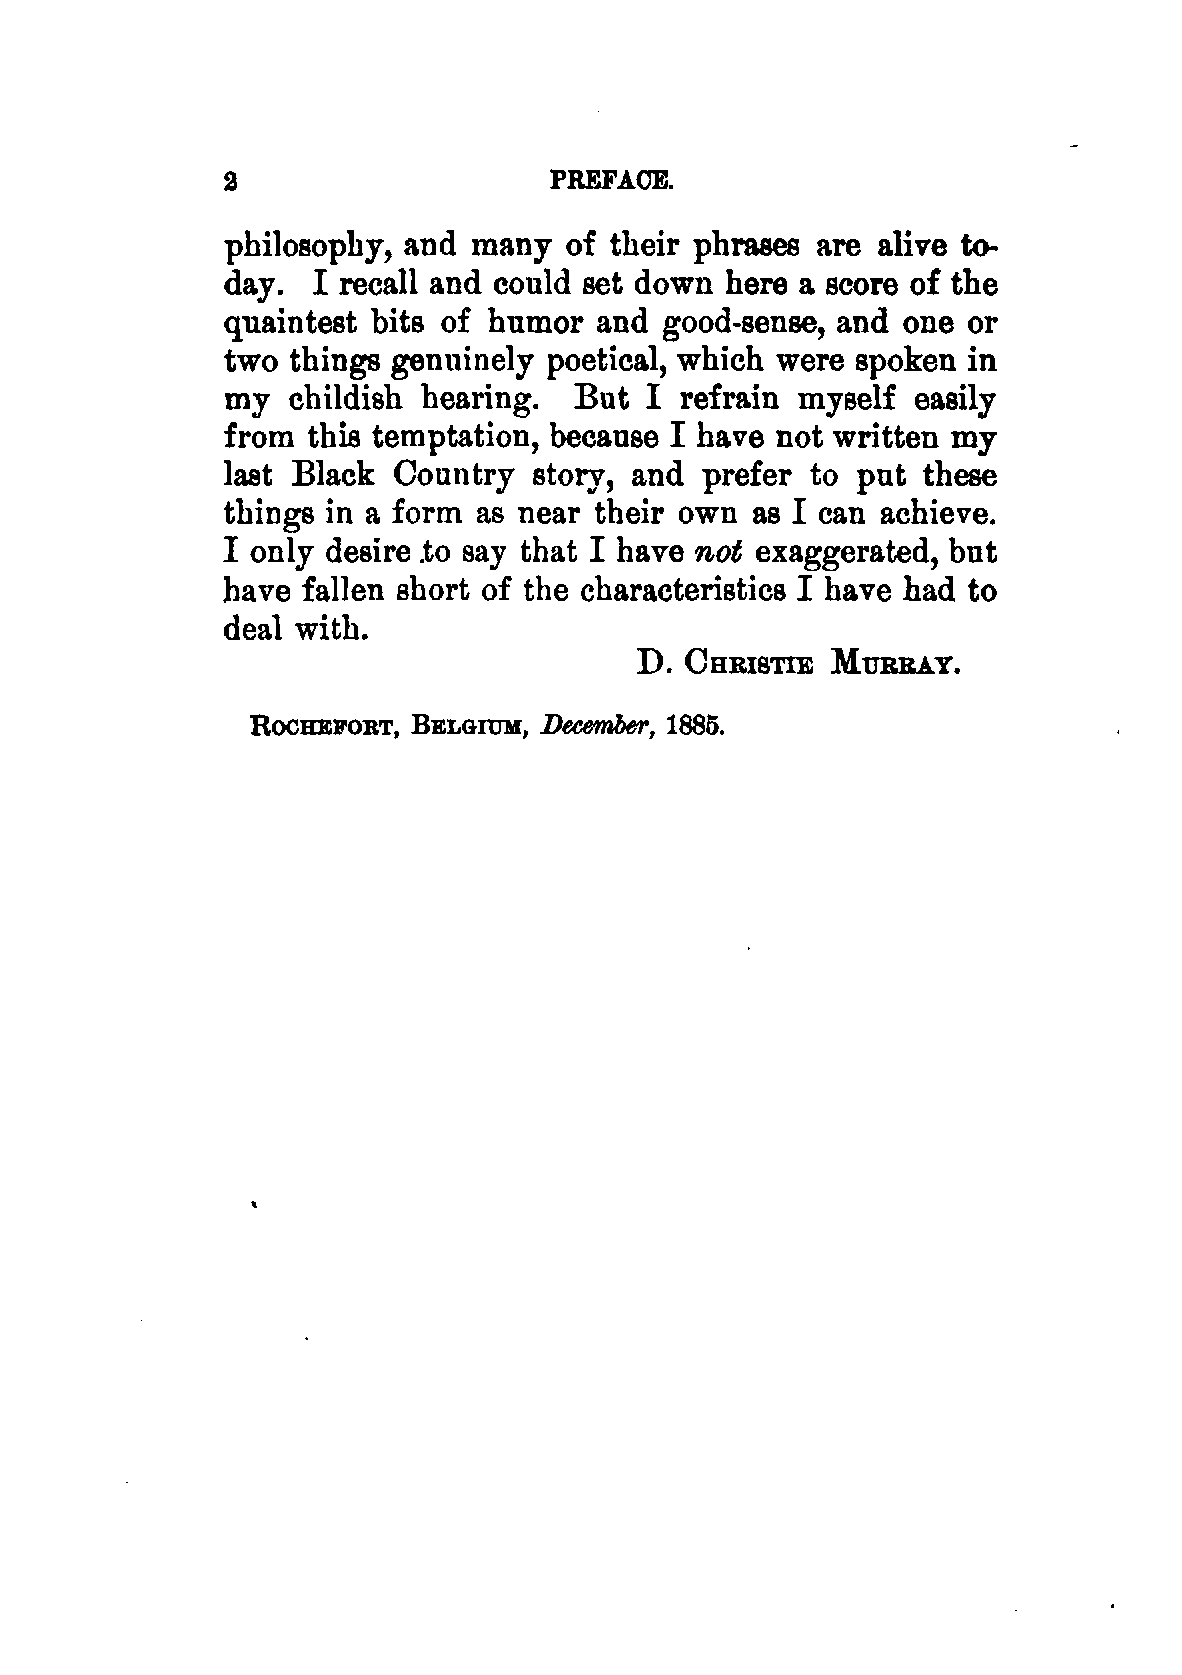 2 PREFACE.
philosophy, and many of their phrases are alive to-
day. I recall and could set down here a score of the
quaintest bits of humor and good-sense, and one or
two things genuinely poetical, which were spoken in
my childish hearing. But I refrain myself easily
from this temptation, because I have not written my
last Black Country story, and prefer to put these
things in a form as near their own as I can achieve.
I only desire to say that I have not exaggerated, but
have fallen short of the characteristics I have had to
deal with.
D. CHRISTIE MURRAY.
ROCHEFORT, BELGIUM, December, 1885.